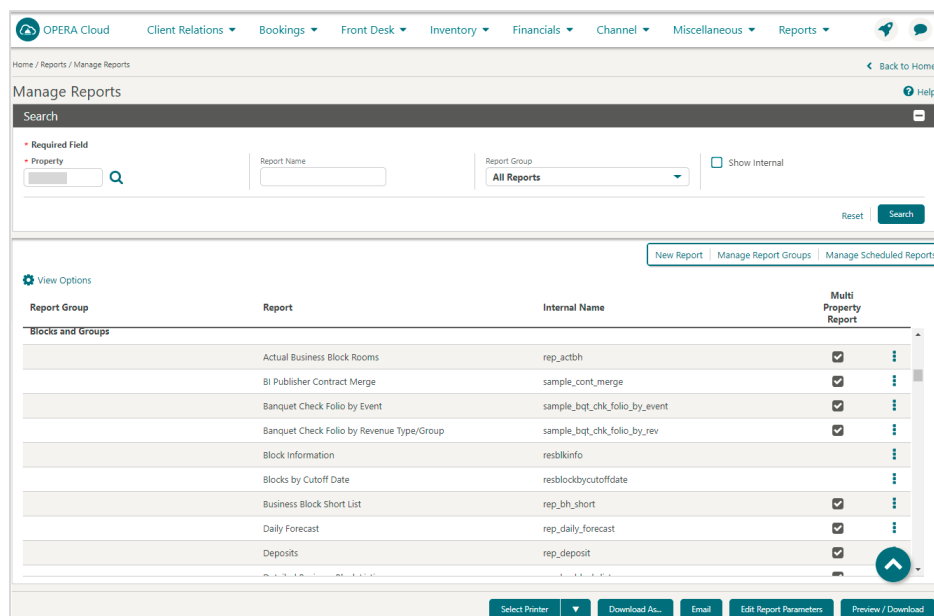 OPERA Cloud Client Relations Bookings Front Desk Inventory Financials Channel Miscellaneous Reports
Home / Reports / Manage Reports Back to Home
Manage Reports Help
Search
* Required Field
* Property Report Name Report Group Show Internal
All Reports
Reset Search
New Report Manage Report Groups Manage Scheduled Reports
View Options
Report Group Report Internal Name Multi Property Report
Blocks and Groups
Actual Business Block Rooms rep_actbh
BI Publisher Contract Merge sample_cont_merge
Banquet Check Folio by Event sample_bqt_chk_folio_by_event
Banquet Check Folio by Revenue Type/Group sample_bqt_chk_folio_by_rev
Block Information resblkinfo
Blocks by Cutoff Date resblockbycutoffdate
Business Block Short List rep_bh_short
Daily Forecast rep_daily_forecast
Deposits rep_deposit
Select Printer Download As... Email Edit Report Parameters Preview / Download